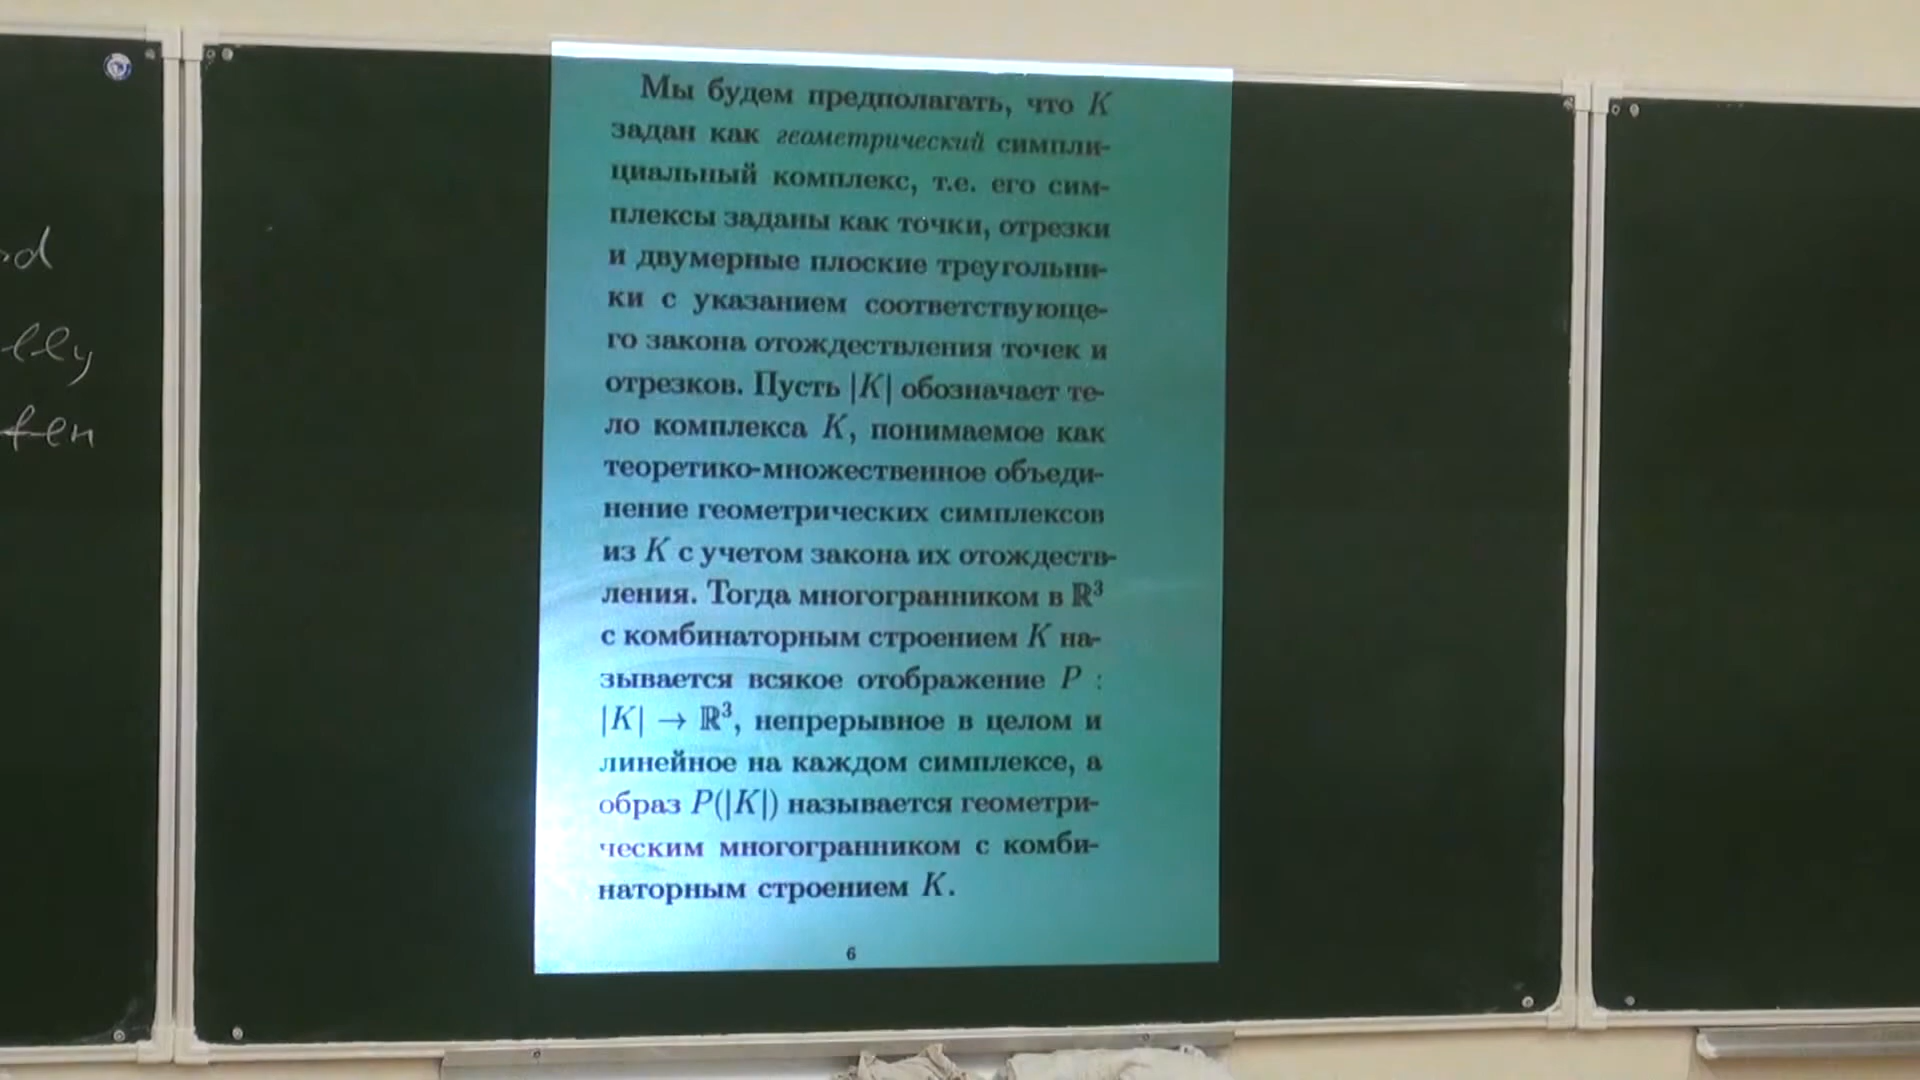 Мы будем предполагать, что K
задан как геометрический симпли-
циальный комплекс, т.е. его сим-
плексы заданы как точки, отрезки
и двумерные плоские треугольни-
ки с указанием соответствующе-
го закона отождествления точек и
отрезков. Пусть |K| обозначает те-
ло комплекса K, понимаемое как
теоретико-множественное объеди-
нение геометрических симплексов
из K с учетом закона их отождеств-
ления. Тогда многогранником в ℝ³
с комбинаторным строением K на-
зывается всякое отображение P :
|K| → ℝ³, непрерывное в целом и
линейное на каждом симплексе, а
образ P(|K|) называется геометри-
ческим многогранником с комби-
наторным строением K.
6